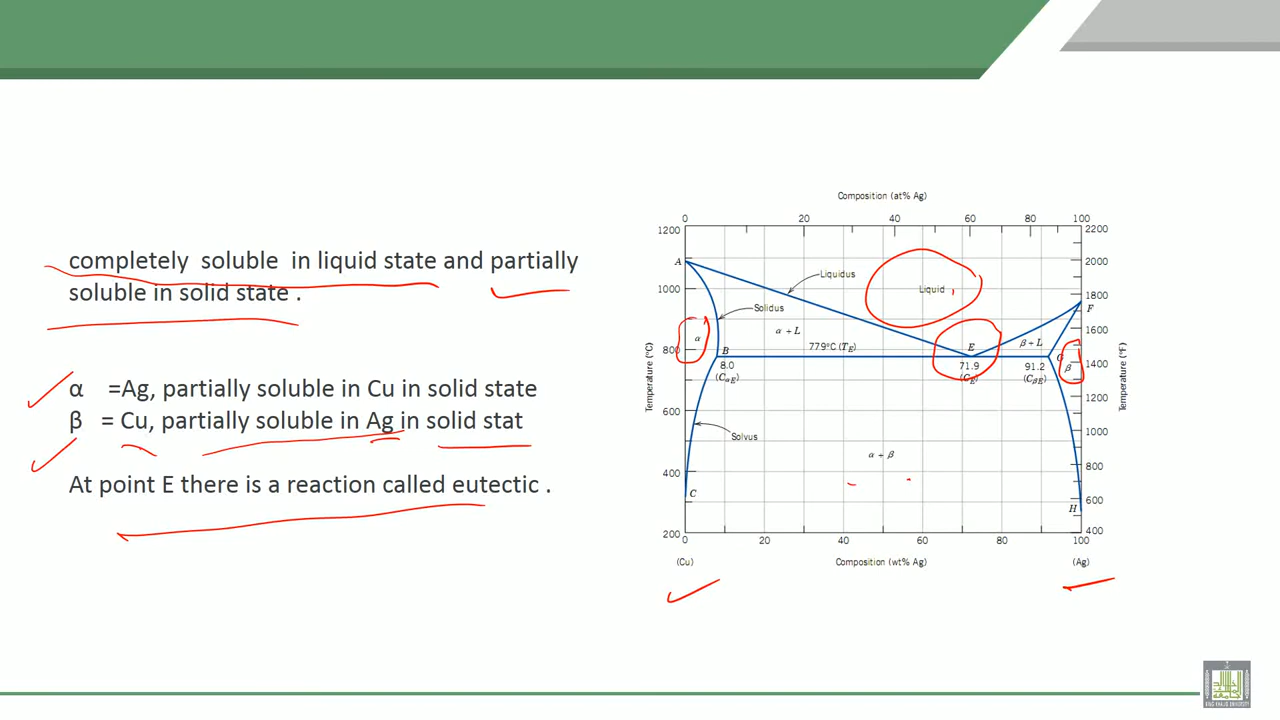 completely soluble in liquid state and partially
soluble in solid state .
α =Ag, partially soluble in Cu in solid state
β = Cu, partially soluble in Ag in solid stat
At point E there is a reaction called eutectic .
Composition (at% Ag)
0 20 40 60 80 100
1200 2200
A 2000
Liquidus
1000 Liquid 1800
Solidus F
α α + L 1600
B 779°C (TE) E β + L
800 G 1400
8.0 71.9 91.2 β
(CαE) (CE) (CβE)
1200
Temperature (°C) Temperature (°F)
600
Solvus 1000
α + β 800
400
C 600
H
200 400
0 20 40 60 80 100
(Cu) Composition (wt% Ag) (Ag)